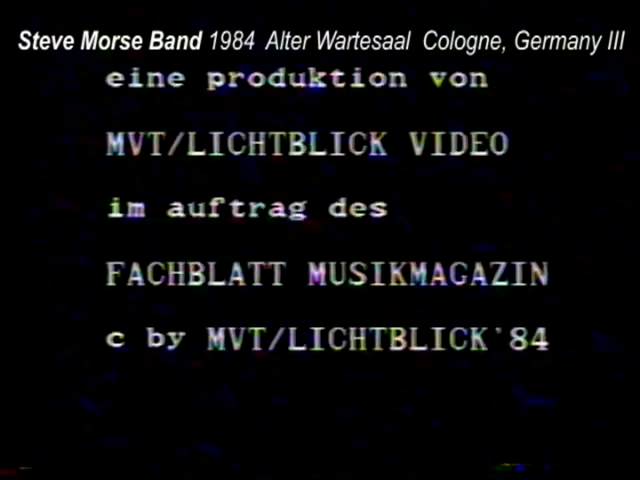 Steve Morse Band 1984 Alter Wartesaal Cologne, Germany III
eine produktion von
MVT/LICHTBLICK VIDEO
im auftrag des
FACHBLATT MUSIKMAGAZIN
c by MVT/LICHTBLICK'84